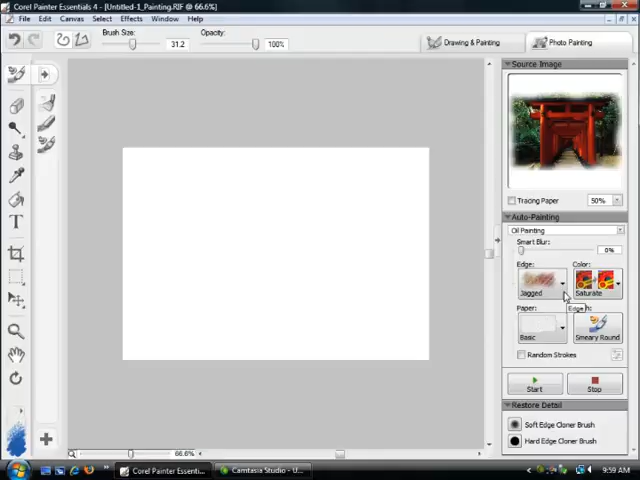 Corel Painter Essentials 4 - [Untitled-1_Painting.RIF @ 66.6%]
File Edit Canvas Select Effects Window Help
Brush Size: 31.2 Opacity: 100%
Drawing & Painting Photo Painting
Source Image
Tracing Paper 50%
Auto-Painting
Oil Painting
Smart Blur:
0%
Edge: Color:
Jagged Saturate
Paper: Edge h:
Basic Smeary Round
Random Strokes
Start Stop
Restore Detail
Soft Edge Cloner Brush
Hard Edge Cloner Brush
T
66.6%
Corel Painter Essenti... Camtasia Studio - U... 9:59 AM